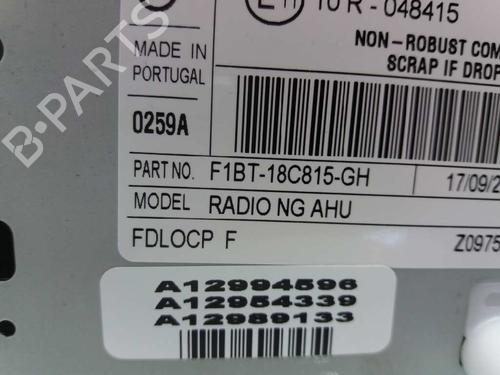 10 R - 048415
NON-ROBUST COM
SCRAP IF DROP
MADE IN
PORTUGAL
0259A
PART NO. F1BT-18C815-GH 17/09/2
MODEL RADIO NG AHU
FDLOCP F Z0975
A12994596
A12954339
A12989133